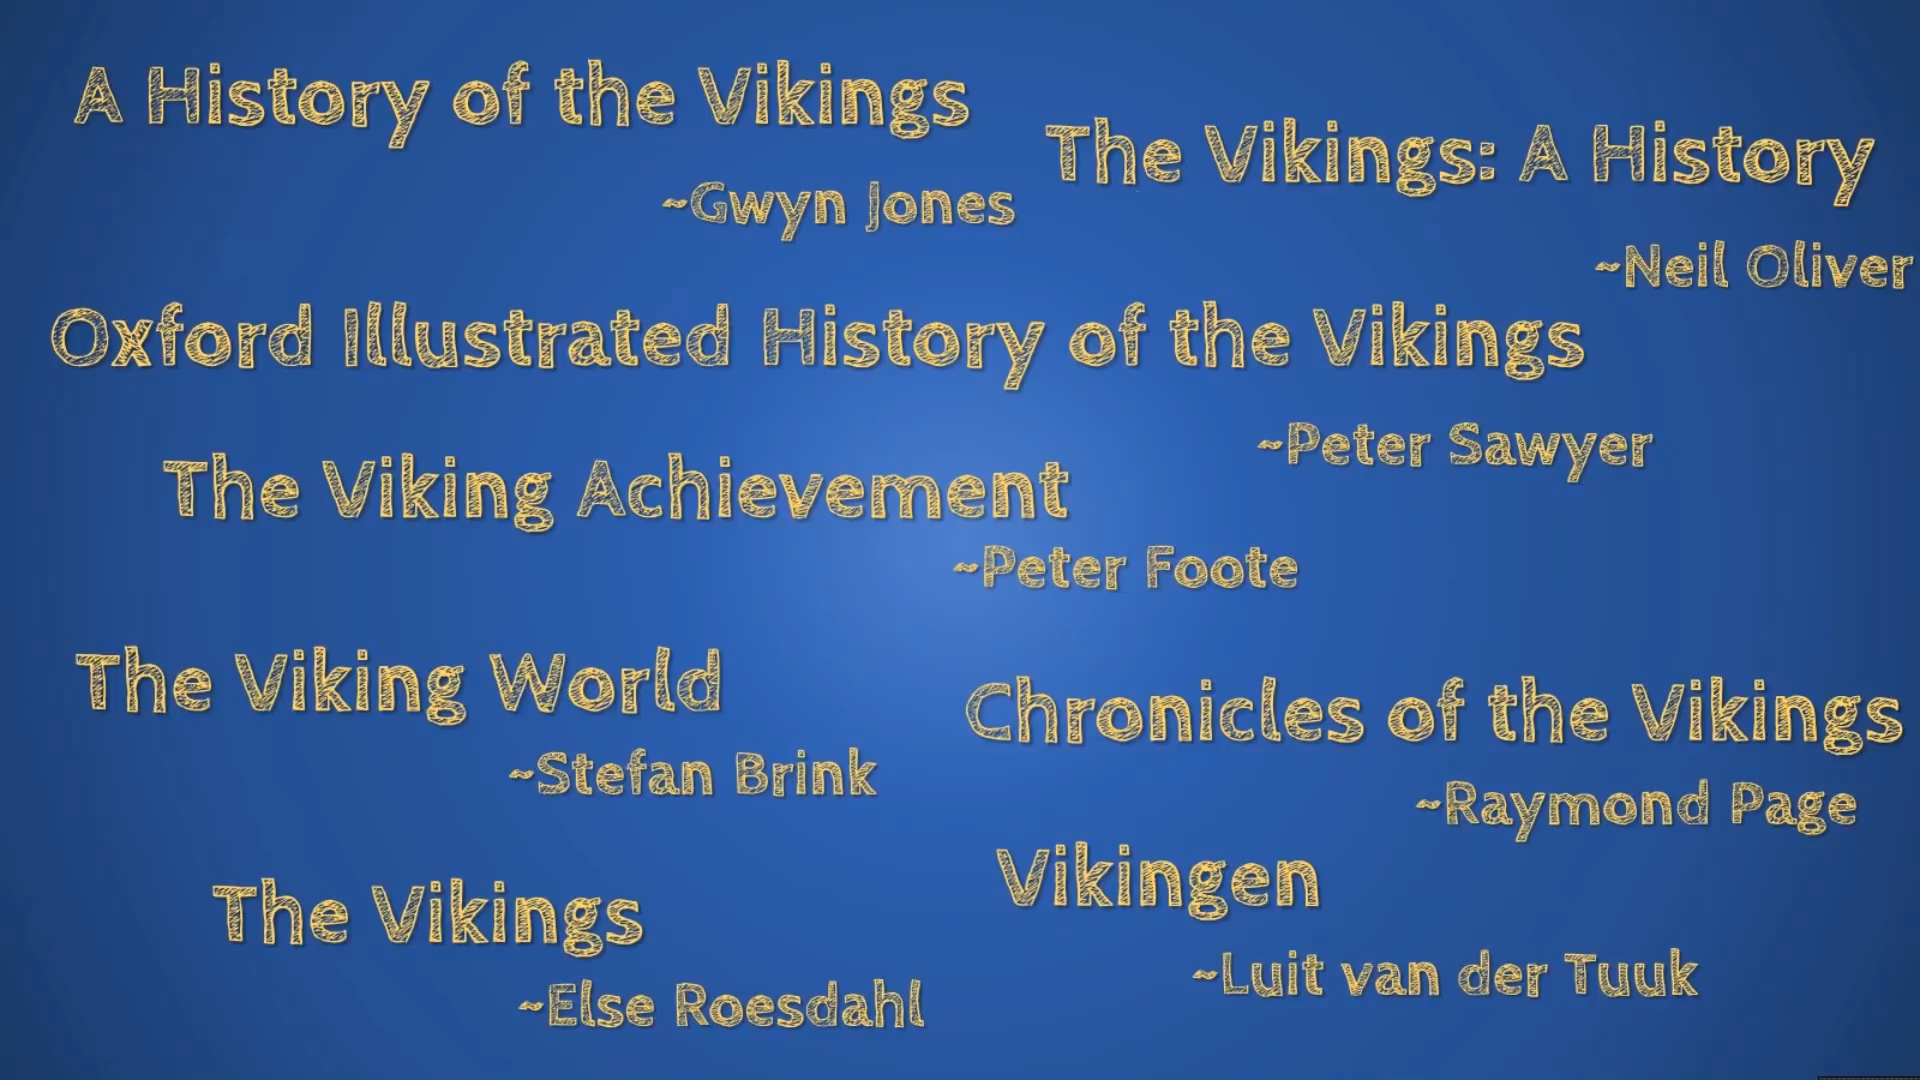 A History of the Vikings
~Gwyn Jones
The Vikings: A History
~Neil Oliver
Oxford Illustrated History of the Vikings
~Peter Sawyer
The Viking Achievement
~Peter Foote
The Viking World
~Stefan Brink
Chronicles of the Vikings
~Raymond Page
The Vikings
~Else Roesdahl
Vikingen
~Luit van der Tuuk